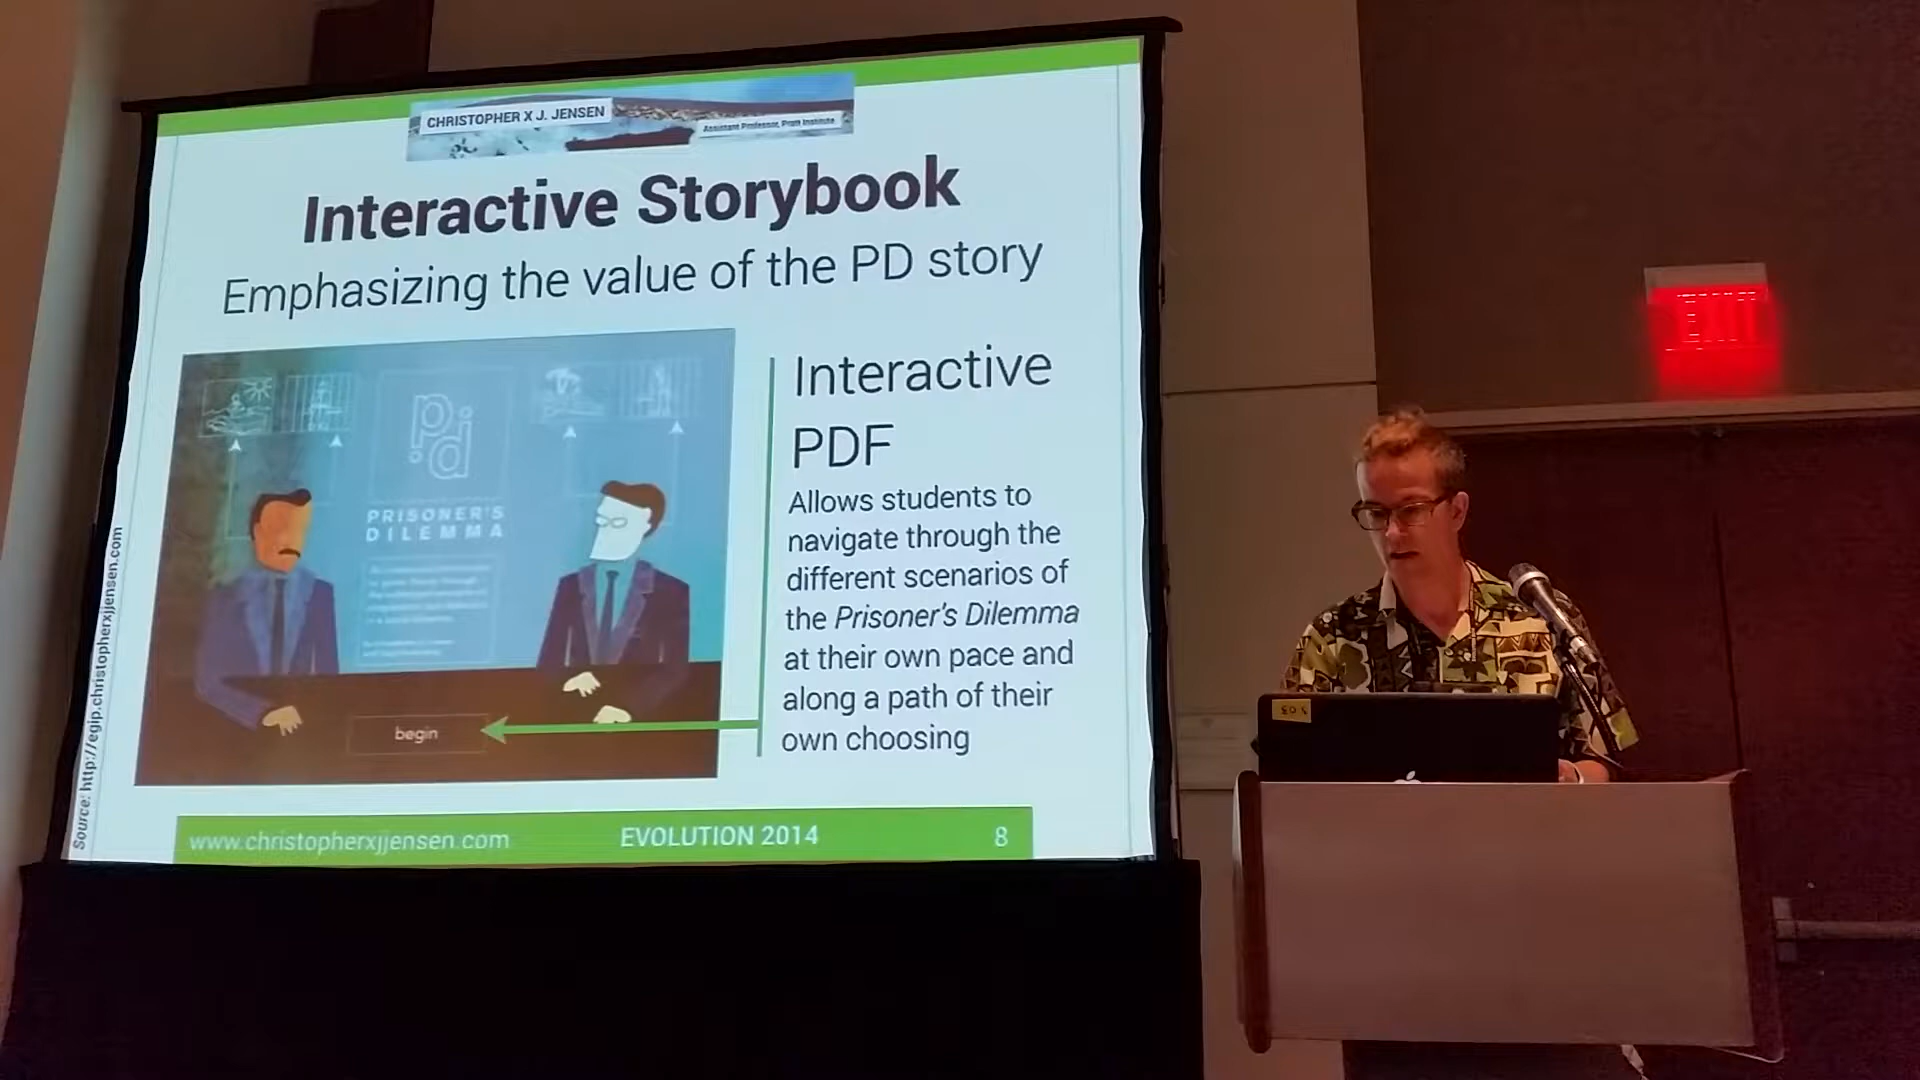 CHRISTOPHER X J. JENSEN
Assistant Professor, Pratt Institute
Interactive Storybook
Emphasizing the value of the PD story
pd
PRISONER'S
DILEMMA
begin
Interactive
PDF
Allows students to
navigate through the
different scenarios of
the Prisoner's Dilemma
at their own pace and
along a path of their
own choosing
Source: http://egip.christopherxjjensen.com
www.christopherxjjensen.com
EVOLUTION 2014
8
EXIT